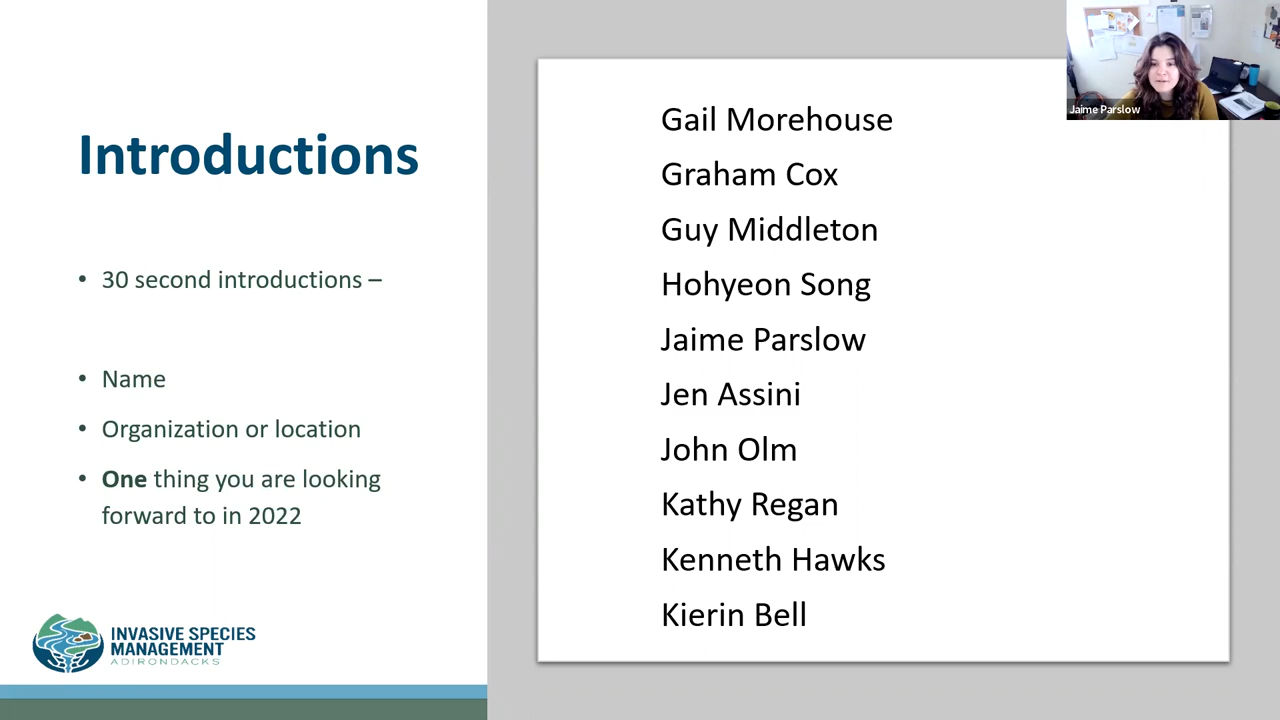 Introductions
• 30 second introductions –
• Name
• Organization or location
• One thing you are looking
forward to in 2022
INVASIVE SPECIES
MANAGEMENT
ADIRONDACKS
Gail Morehouse
Graham Cox
Guy Middleton
Hohyeon Song
Jaime Parslow
Jen Assini
John Olm
Kathy Regan
Kenneth Hawks
Kierin Bell
Jaime Parslow